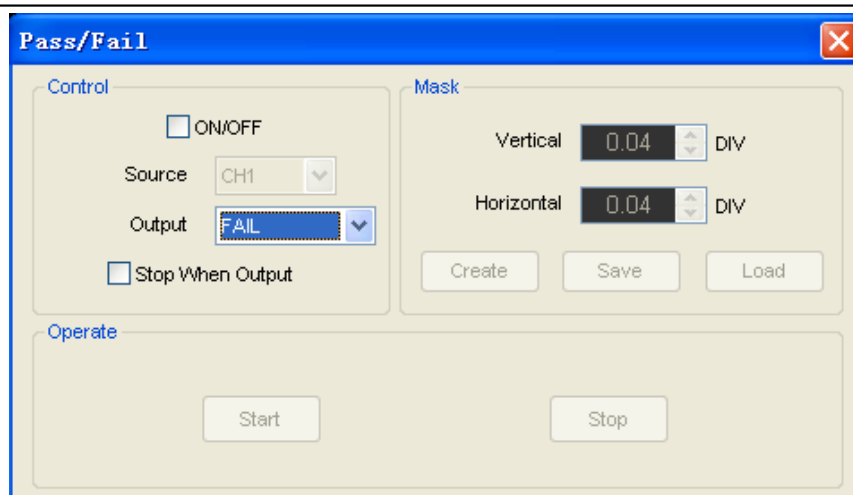 Pass/Fail
Control
ON/OFF
Source CH1
Output FAIL
Stop When Output
Mask
Vertical 0.04 DIV
Horizontal 0.04 DIV
Create Save Load
Operate
Start Stop